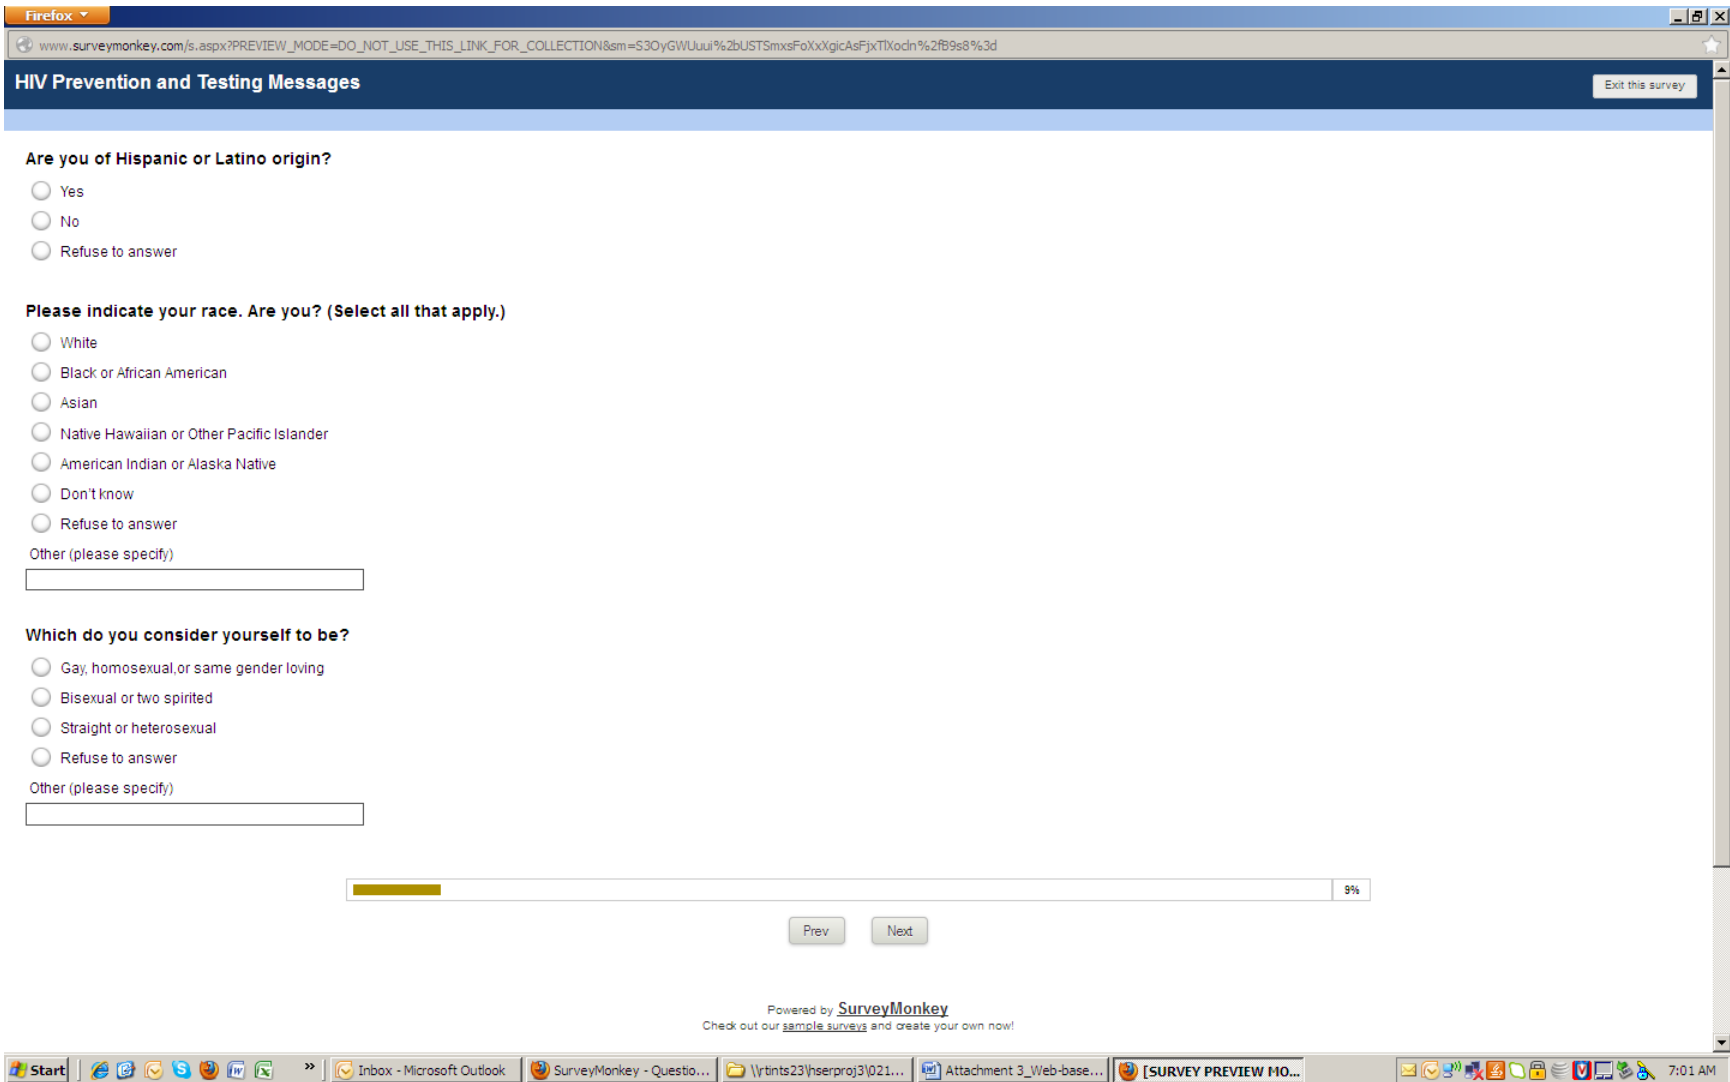 Firefox
www.surveymonkey.com/s.aspx?PREVIEW_MODE=DO_NOT_USE_THIS_LINK_FOR_COLLECTION&sm=S3OyGWUuui%2bUSTSmxsFoXxXgicAsFjxTlXocln%2fB9s8%3d
HIV Prevention and Testing Messages
Exit this survey
Are you of Hispanic or Latino origin?
Yes
No
Refuse to answer
Please indicate your race. Are you? (Select all that apply.)
White
Black or African American
Asian
Native Hawaiian or Other Pacific Islander
American Indian or Alaska Native
Don't know
Refuse to answer
Other (please specify)
Which do you consider yourself to be?
Gay, homosexual,or same gender loving
Bisexual or two spirited
Straight or heterosexual
Refuse to answer
Other (please specify)
9%
Prev Next
Powered by SurveyMonkey
Check out our sample surveys and create your own now!
Start » Inbox - Microsoft Outlook SurveyMonkey - Questio... \\rtints23\hserproj3\021... Attachment 3_Web-base... [SURVEY PREVIEW MO... 7:01 AM